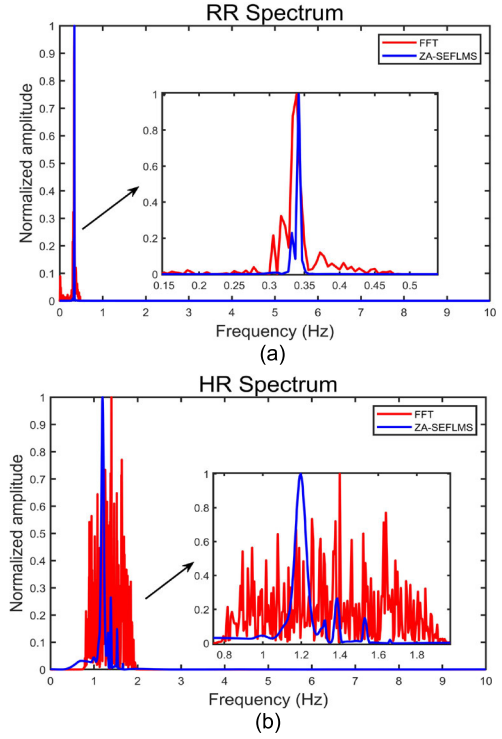 RR Spectrum
FFT
ZA-SEFLMS
Normalized amplitude
1
0.9
0.8
0.7
0.6
0.5
0.4
0.3
0.2
0.1
0
1
0.8
0.6
0.4
0.2
0
0.15 0.2 0.25 0.3 0.35 0.4 0.45 0.5
0 1 2 3 4 5 6 7 8 9 10
Frequency (Hz)
(a)
HR Spectrum
FFT
ZA-SEFLMS
Normalized amplitude
1
0.9
0.8
0.7
0.6
0.5
0.4
0.3
0.2
0.1
0
1
0.8
0.6
0.4
0.2
0
0.8 1 1.2 1.4 1.6 1.8
0 1 2 3 4 5 6 7 8 9 10
Frequency (Hz)
(b)